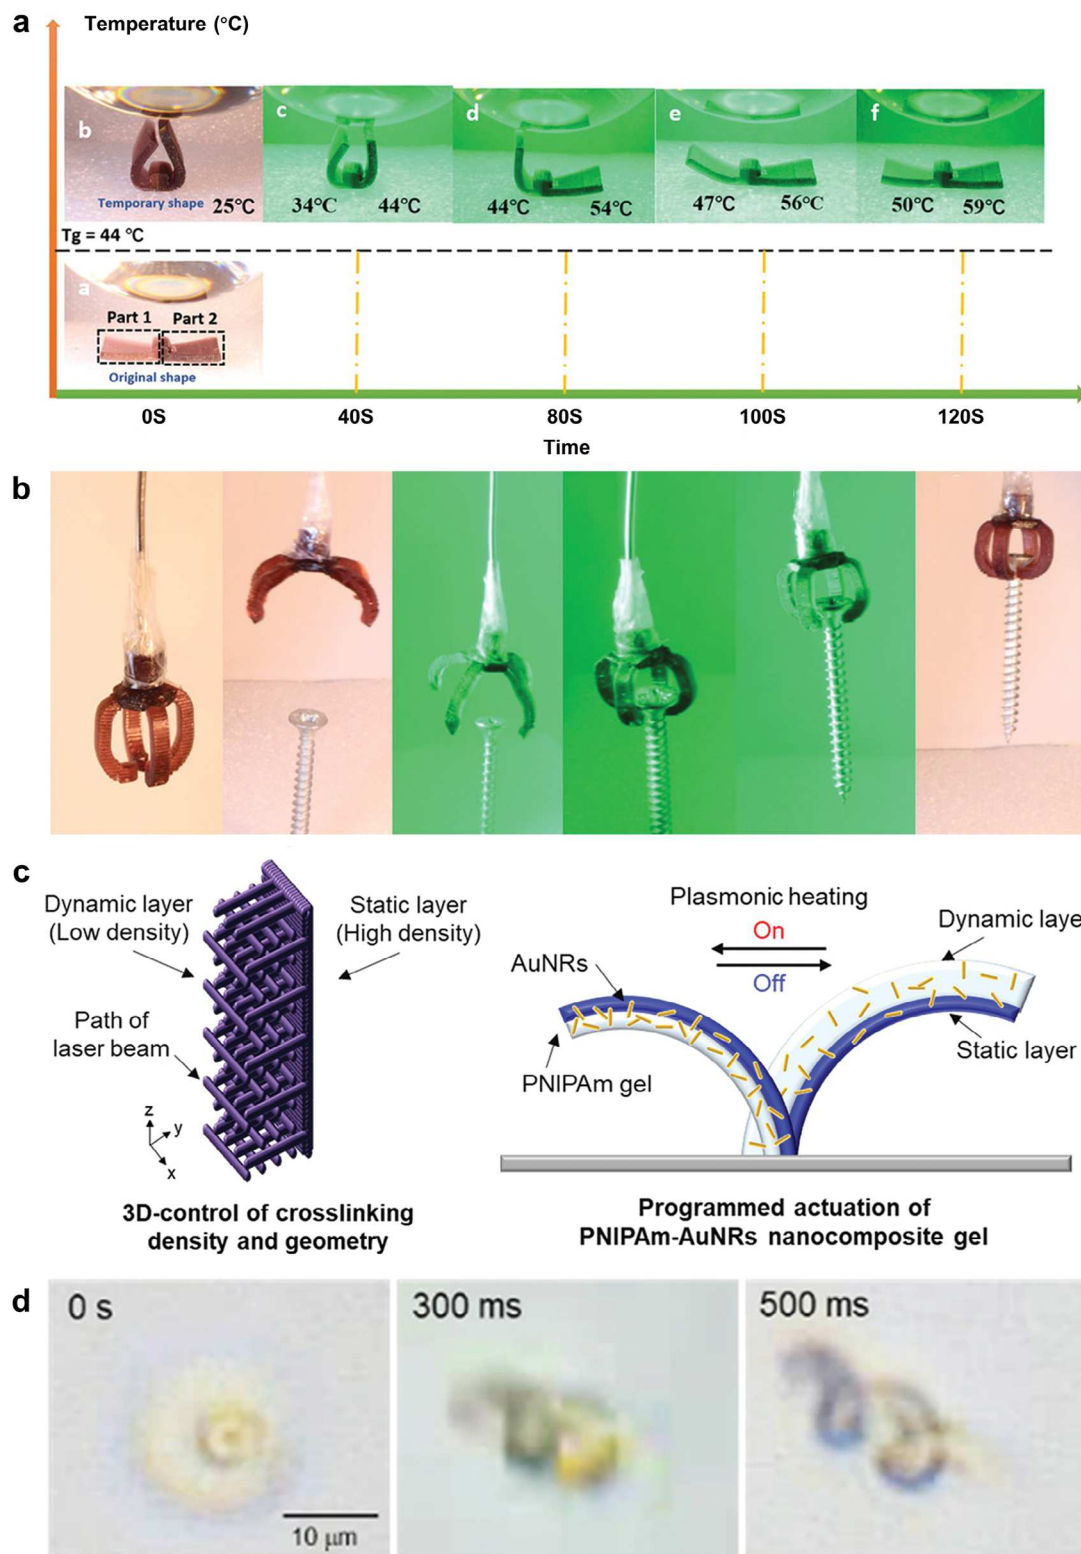 a
Temperature (°C)
b
Temporary shape
25℃
c
34℃
44℃
d
44℃
54℃
e
47℃
56℃
f
50℃
59℃
Tg = 44 ℃
a
Part 1
Part 2
Original shape
0S
40S
80S
100S
120S
Time
b
c
Dynamic layer
(Low density)
Static layer
(High density)
Path of
laser beam
z
y
x
3D-control of crosslinking
density and geometry
Plasmonic heating
On
Off
AuNRs
PNIPAm gel
Dynamic laye
Static layer
Programmed actuation of
PNIPAm-AuNRs nanocomposite gel
d
0 s
10 μm
300 ms
500 ms